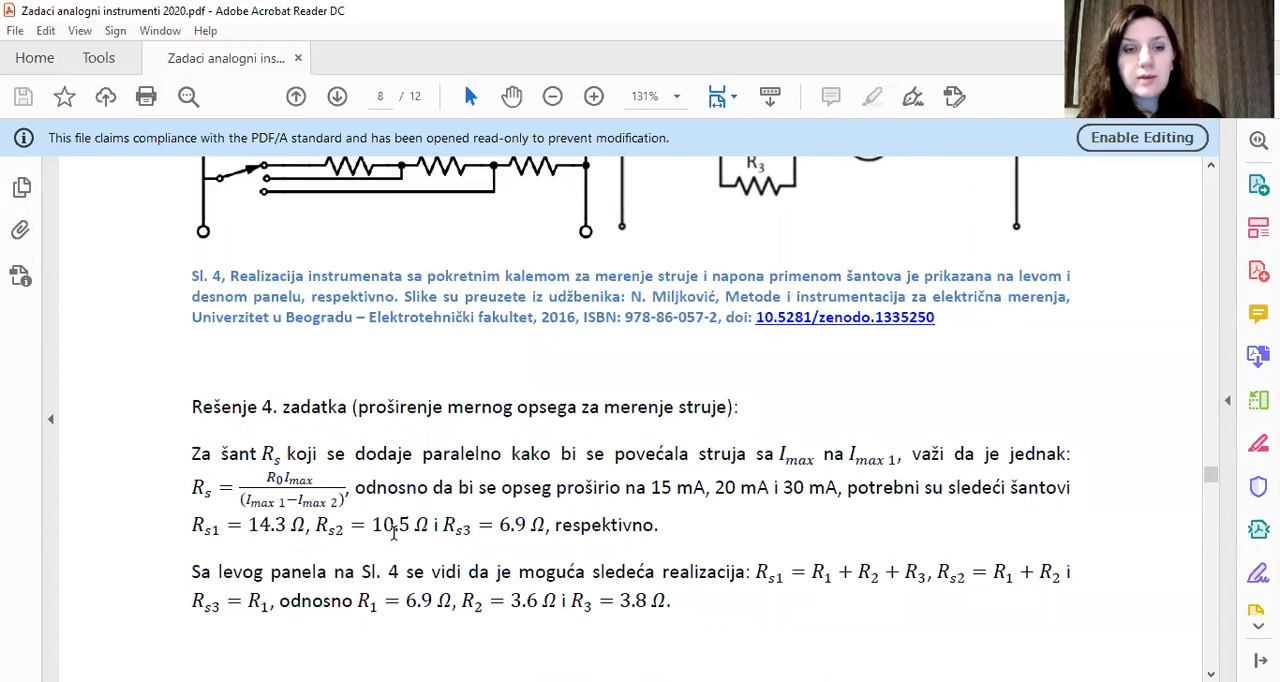 Zadaci analogni instrumenti 2020.pdf - Adobe Acrobat Reader DC
File Edit View Sign Window Help
Home Tools Zadaci analogni ins... ×
8 / 12 131%
This file claims compliance with the PDF/A standard and has been opened read-only to prevent modification. Enable Editing
R₃
Sl. 4, Realizacija instrumenata sa pokretnim kalemom za merenje struje i napona primenom šantova je prikazana na levom i
desnom panelu, respektivno. Slike su preuzete iz udžbenika: N. Miljković, Metode i instrumentacija za električna merenja,
Univerzitet u Beogradu – Elektrotehnički fakultet, 2016, ISBN: 978-86-057-2, doi: 10.5281/zenodo.1335250
Rešenje 4. zadatka (proširenje mernog opsega za merenje struje):
Za šant Rₛ koji se dodaje paralelno kako bi se povećala struja sa I_max na I_max 1, važi da je jednak:
Rₛ = R₀I_max / (I_max 1−I_max 2), odnosno da bi se opseg proširio na 15 mA, 20 mA i 30 mA, potrebni su sledeći šantovi
Rₛ₁ = 14.3 Ω, Rₛ₂ = 10.5 Ω i Rₛ₃ = 6.9 Ω, respektivno.
Sa levog panela na Sl. 4 se vidi da je moguća sledeća realizacija: Rₛ₁ = R₁ + R₂ + R₃, Rₛ₂ = R₁ + R₂ i
Rₛ₃ = R₁, odnosno R₁ = 6.9 Ω, R₂ = 3.6 Ω i R₃ = 3.8 Ω.